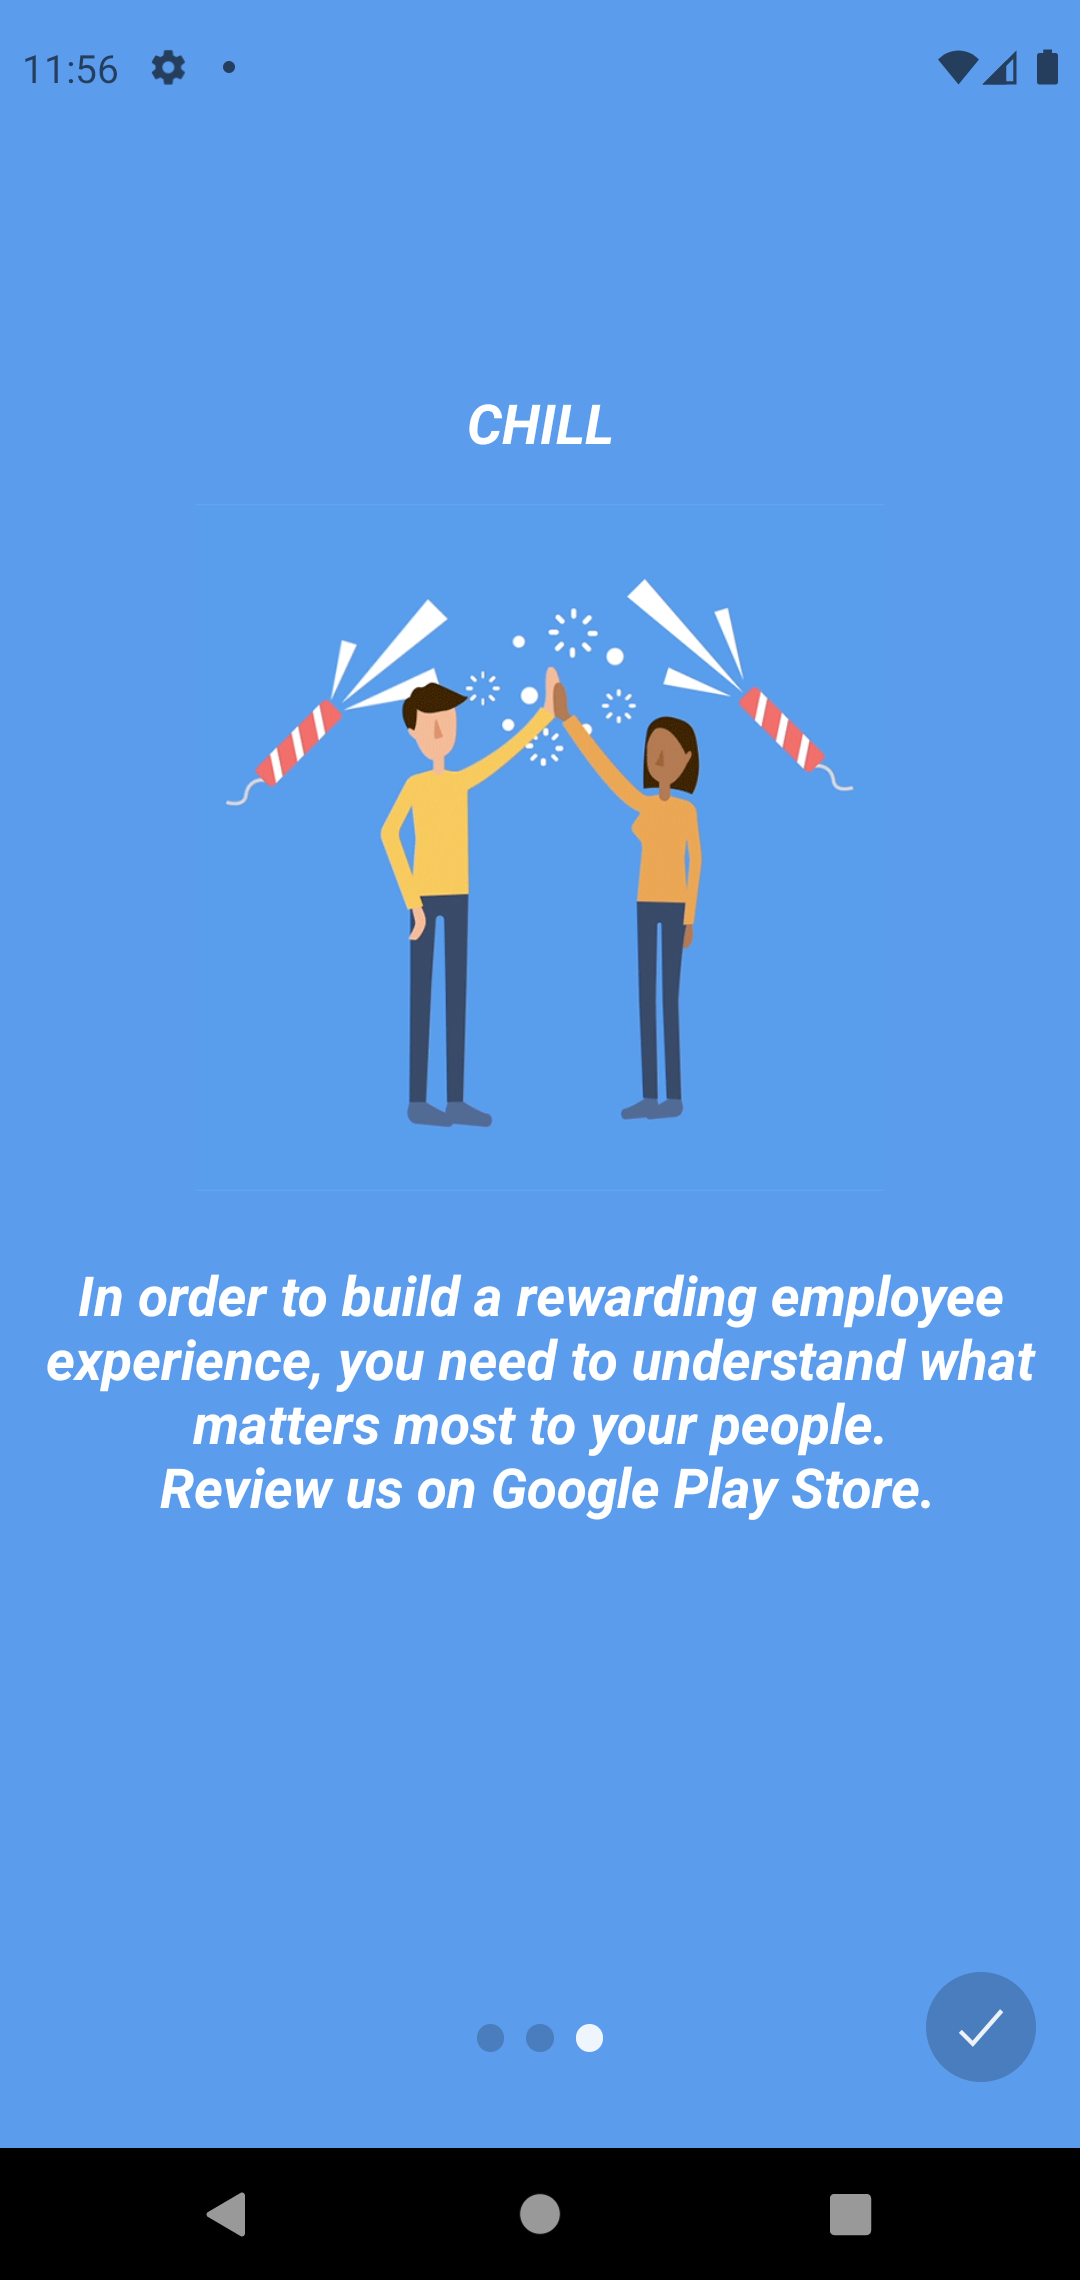 11:56
CHILL
In order to build a rewarding employee
experience, you need to understand what
matters most to your people.
Review us on Google Play Store.